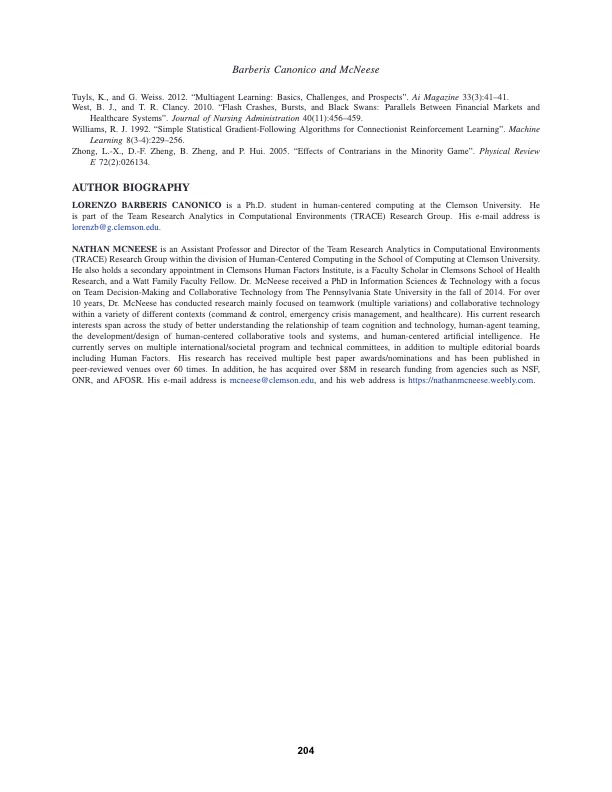 Barberis Canonico and McNeese
Tuyls, K., and G. Weiss. 2012. “Multiagent Learning: Basics, Challenges, and Prospects”. Ai Magazine 33(3):41–41.
West, B. J., and T. R. Clancy. 2010. “Flash Crashes, Bursts, and Black Swans: Parallels Between Financial Markets and
Healthcare Systems”. Journal of Nursing Administration 40(11):456–459.
Williams, R. J. 1992. “Simple Statistical Gradient-Following Algorithms for Connectionist Reinforcement Learning”. Machine
Learning 8(3-4):229–256.
Zhong, L.-X., D.-F. Zheng, B. Zheng, and P. Hui. 2005. “Effects of Contrarians in the Minority Game”. Physical Review
E 72(2):026134.
AUTHOR BIOGRAPHY
LORENZO BARBERIS CANONICO is a Ph.D. student in human-centered computing at the Clemson University. He
is part of the Team Research Analytics in Computational Environments (TRACE) Research Group. His e-mail address is
lorenzb@g.clemson.edu.
NATHAN MCNEESE is an Assistant Professor and Director of the Team Research Analytics in Computational Environments
(TRACE) Research Group within the division of Human-Centered Computing in the School of Computing at Clemson University.
He also holds a secondary appointment in Clemsons Human Factors Institute, is a Faculty Scholar in Clemsons School of Health
Research, and a Watt Family Faculty Fellow. Dr. McNeese received a PhD in Information Sciences & Technology with a focus
on Team Decision-Making and Collaborative Technology from The Pennsylvania State University in the fall of 2014. For over
10 years, Dr. McNeese has conducted research mainly focused on teamwork (multiple variations) and collaborative technology
within a variety of different contexts (command & control, emergency crisis management, and healthcare). His current research
interests span across the study of better understanding the relationship of team cognition and technology, human-agent teaming,
the development/design of human-centered collaborative tools and systems, and human-centered artificial intelligence. He
currently serves on multiple international/societal program and technical committees, in addition to multiple editorial boards
including Human Factors. His research has received multiple best paper awards/nominations and has been published in
peer-reviewed venues over 60 times. In addition, he has acquired over $8M in research funding from agencies such as NSF,
ONR, and AFOSR. His e-mail address is mcneese@clemson.edu, and his web address is https://nathanmcneese.weebly.com.
204